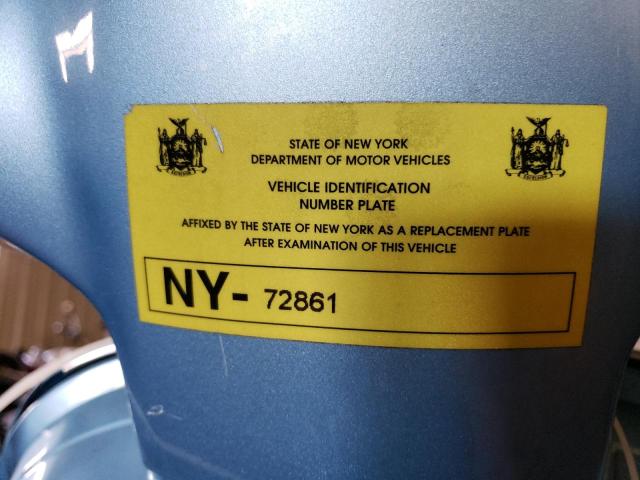 STATE OF NEW YORK
DEPARTMENT OF MOTOR VEHICLES
VEHICLE IDENTIFICATION
NUMBER PLATE
AFFIXED BY THE STATE OF NEW YORK AS A REPLACEMENT PLATE
AFTER EXAMINATION OF THIS VEHICLE
NY- 72861